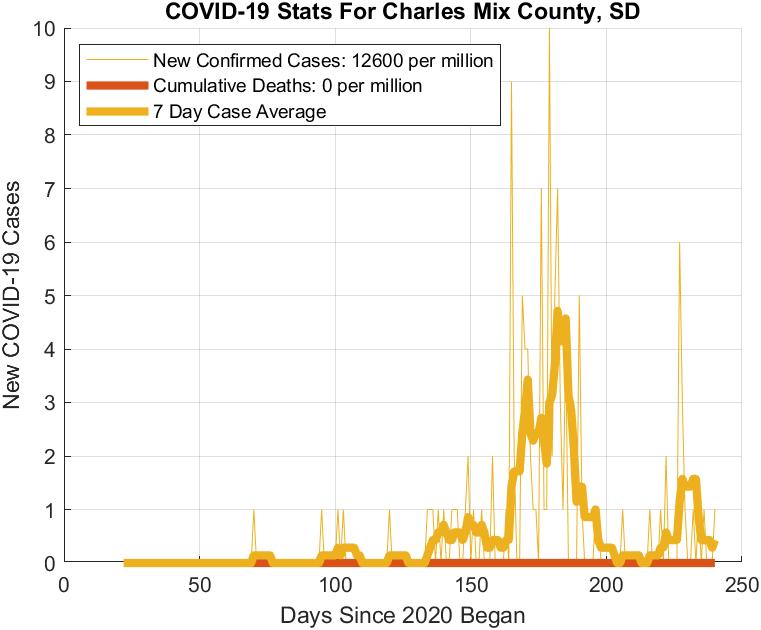 COVID-19 Stats For Charles Mix County, SD
New Confirmed Cases: 12600 per million
Cumulative Deaths: 0 per million
7 Day Case Average
New COVID-19 Cases
10
9
8
7
6
5
4
3
2
1
0
0 50 100 150 200 250
Days Since 2020 Began